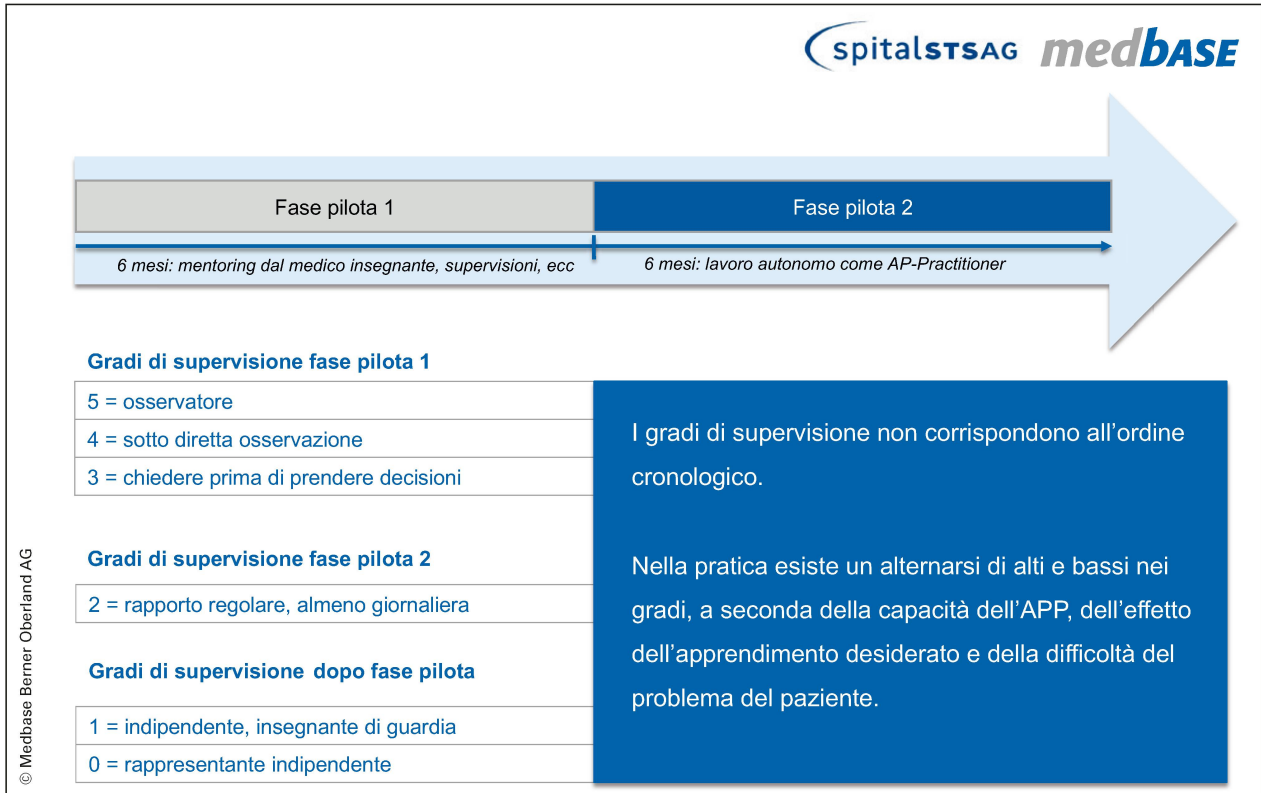 spitalSTSAG medbase
Fase pilota 1
Fase pilota 2
6 mesi: mentoring dal medico insegnante, supervisioni, ecc
6 mesi: lavoro autonomo come AP-Practitioner
Gradi di supervisione fase pilota 1
5 = osservatore
4 = sotto diretta osservazione
3 = chiedere prima di prendere decisioni
Gradi di supervisione fase pilota 2
2 = rapporto regolare, almeno giornaliera
Gradi di supervisione dopo fase pilota
1 = indipendente, insegnante di guardia
0 = rappresentante indipendente
I gradi di supervisione non corrispondono all’ordine
cronologico.
Nella pratica esiste un alternarsi di alti e bassi nei
gradi, a seconda della capacità dell’APP, dell’effetto
dell’apprendimento desiderato e della difficoltà del
problema del paziente.
© Medbase Berner Oberland AG